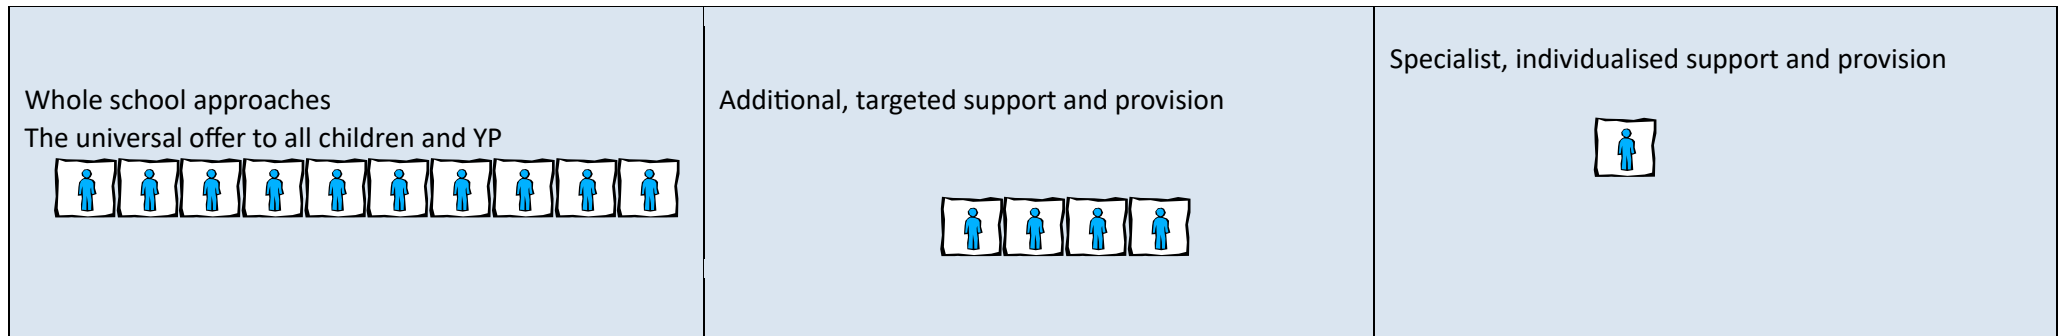 Whole school approaches
The universal offer to all children and YP
Additional, targeted support and provision
Specialist, individualised support and provision